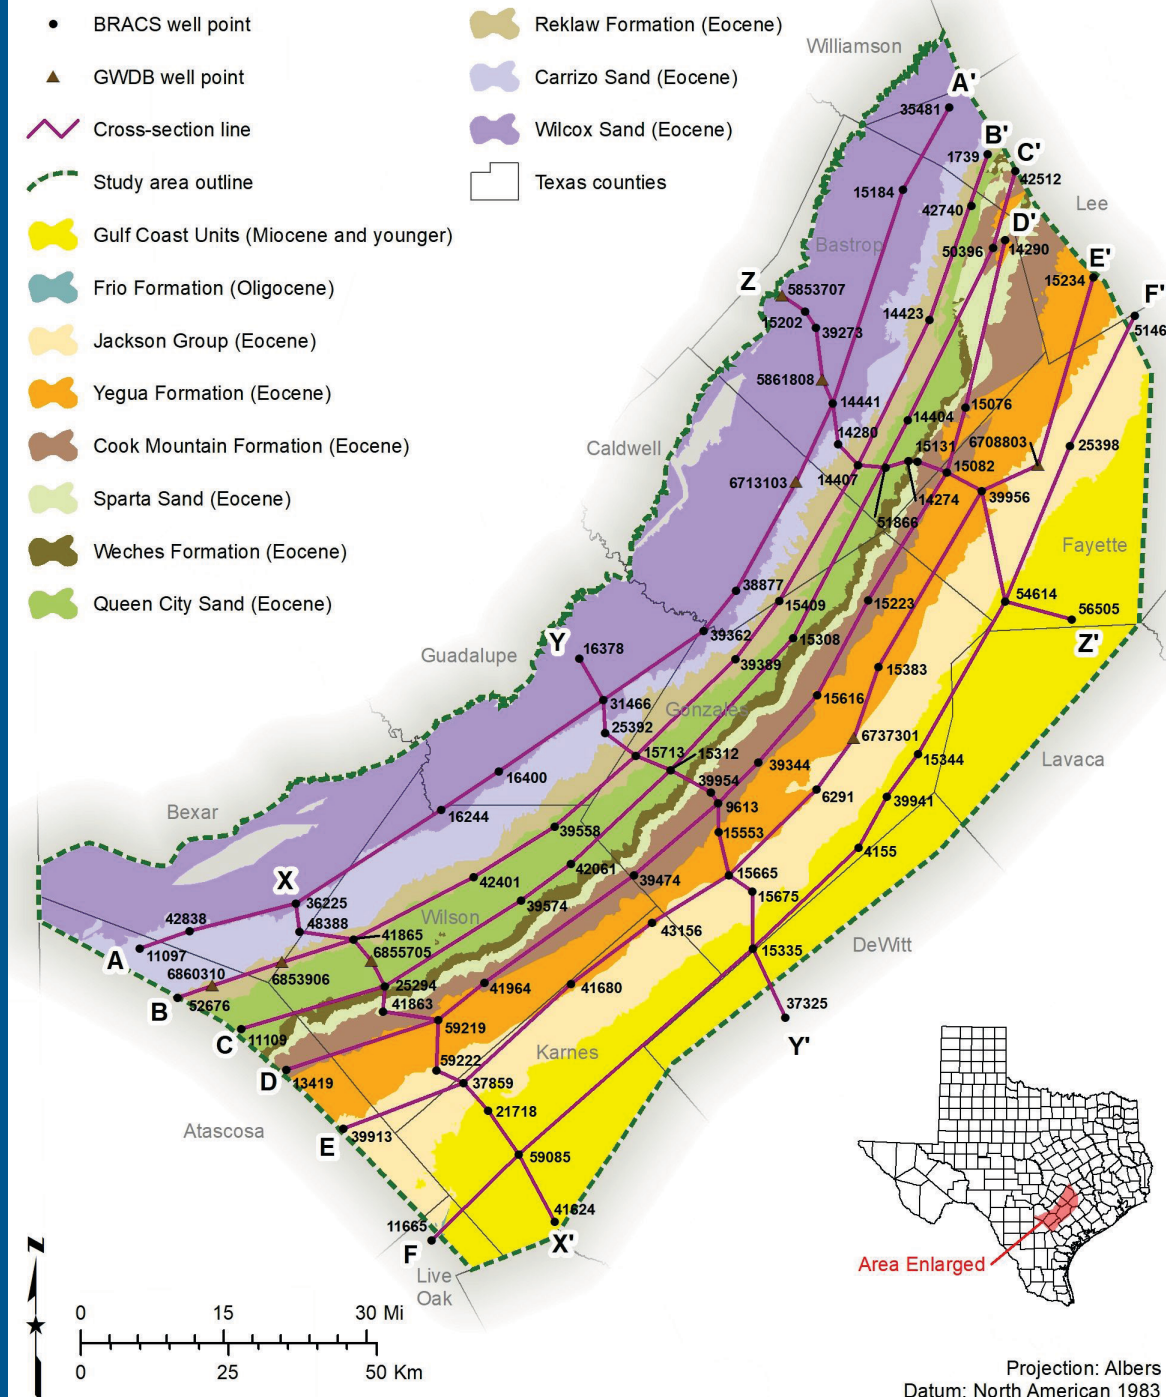 BRACS well point
GWDB well point
Cross-section line
Study area outline
Gulf Coast Units (Miocene and younger)
Frio Formation (Oligocene)
Jackson Group (Eocene)
Yegua Formation (Eocene)
Cook Mountain Formation (Eocene)
Sparta Sand (Eocene)
Weches Formation (Eocene)
Queen City Sand (Eocene)
Reklaw Formation (Eocene)
Carrizo Sand (Eocene)
Wilcox Sand (Eocene)
Texas counties
Williamson
A'
35481
B'
1739
C'
42512
15184
42740
Lee
D'
Bastrop
50396
14290
E'
15234
Z
5853707
F'
5146
15202
39273
14423
5861808
14441
14404
15076
14280
15131
6708803
25398
Caldwell
14407
15082
6713103
14274
39956
51866
Fayette
38877
15409
15223
54614
56505
39362
15308
Z'
Y
16378
Guadalupe
39389
15383
31466
Gonzales
15616
25392
6737301
15713
15312
15344
Lavaca
16400
39344
39954
6291
39941
Bexar
16244
9613
39558
15553
4155
42061
X
42401
39474
15665
15675
36225
39574
42838
Wilson
43156
48388
41865
DeWitt
11097
A
6855705
15335
6860310
6853906
25294
41964
41680
52676
B
41863
37325
C
11109
59219
Y'
Karnes
59222
D
13419
37859
21718
Atascosa
E
39913
59085
11665
41624
F
X'
Area Enlarged
Live
Oak
N
0 15 30 Mi
0 25 50 Km
Projection: Albers
Datum: North American 1983